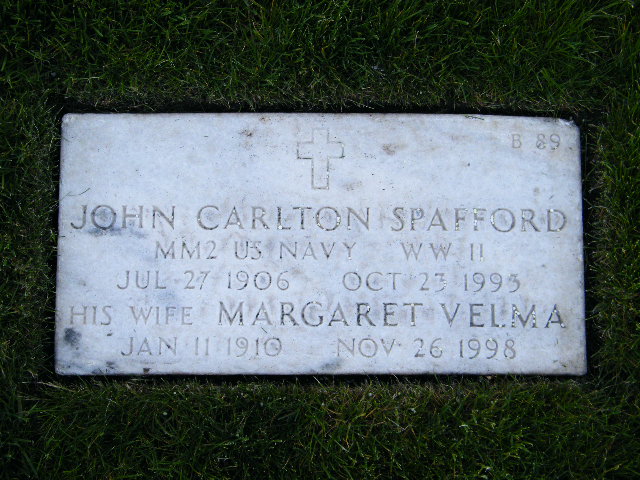 B 89
JOHN CARLTON SPAFFORD
MM2 US NAVY WW II
JUL 27 1906 OCT 23 1995
HIS WIFE MARGARET VELMA
JAN 11 1910 NOV 26 1998